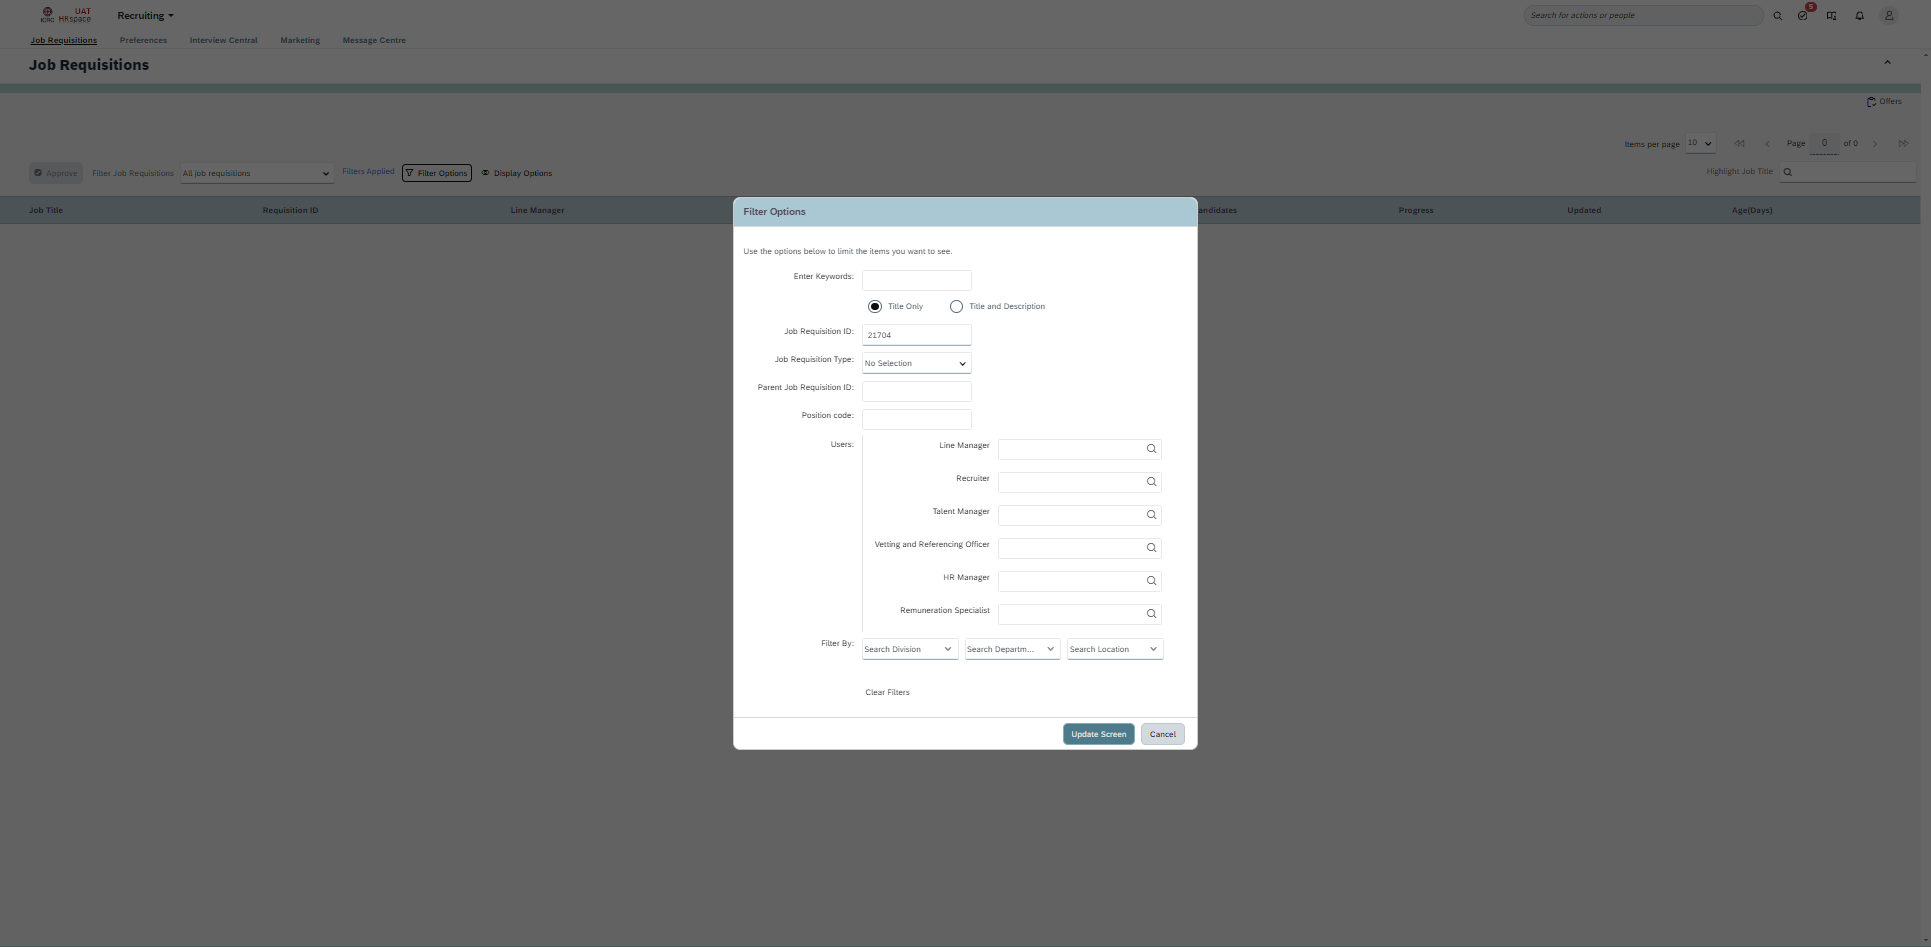 ICRC HRspace UAT
Recruiting
Search for actions or people
5
Job Requisitions Preferences Interview Central Marketing Message Centre
Job Requisitions
Offers
Items per page 10 Page 0 of 0
Approve Filter Job Requisitions All job requisitions Filters Applied Filter Options Display Options Highlight Job Title
Job Title Requisition ID Line Manager andidates Progress Updated Age(Days)
Filter Options
Use the options below to limit the items you want to see.
Enter Keywords:
Title Only Title and Description
Job Requisition ID: 21704
Job Requisition Type: No Selection
Parent Job Requisition ID:
Position code:
Users: Line Manager
Recruiter
Talent Manager
Vetting and Referencing Officer
HR Manager
Remuneration Specialist
Filter By: Search Division Search Departm... Search Location
Clear Filters
Update Screen Cancel